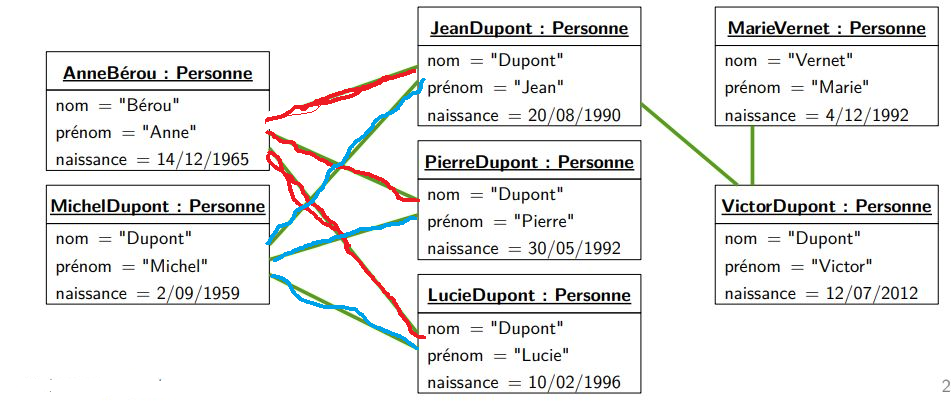 AnneBérou : Personne
nom = "Bérou"
prénom = "Anne"
naissance = 14/12/1965
MichelDupont : Personne
nom = "Dupont"
prénom = "Michel"
naissance = 2/09/1959
JeanDupont : Personne
nom = "Dupont"
prénom = "Jean"
naissance = 20/08/1990
PierreDupont : Personne
nom = "Dupont"
prénom = "Pierre"
naissance = 30/05/1992
LucieDupont : Personne
nom = "Dupont"
prénom = "Lucie"
naissance = 10/02/1996
MarieVernet : Personne
nom = "Vernet"
prénom = "Marie"
naissance = 4/12/1992
VictorDupont : Personne
nom = "Dupont"
prénom = "Victor"
naissance = 12/07/2012
2